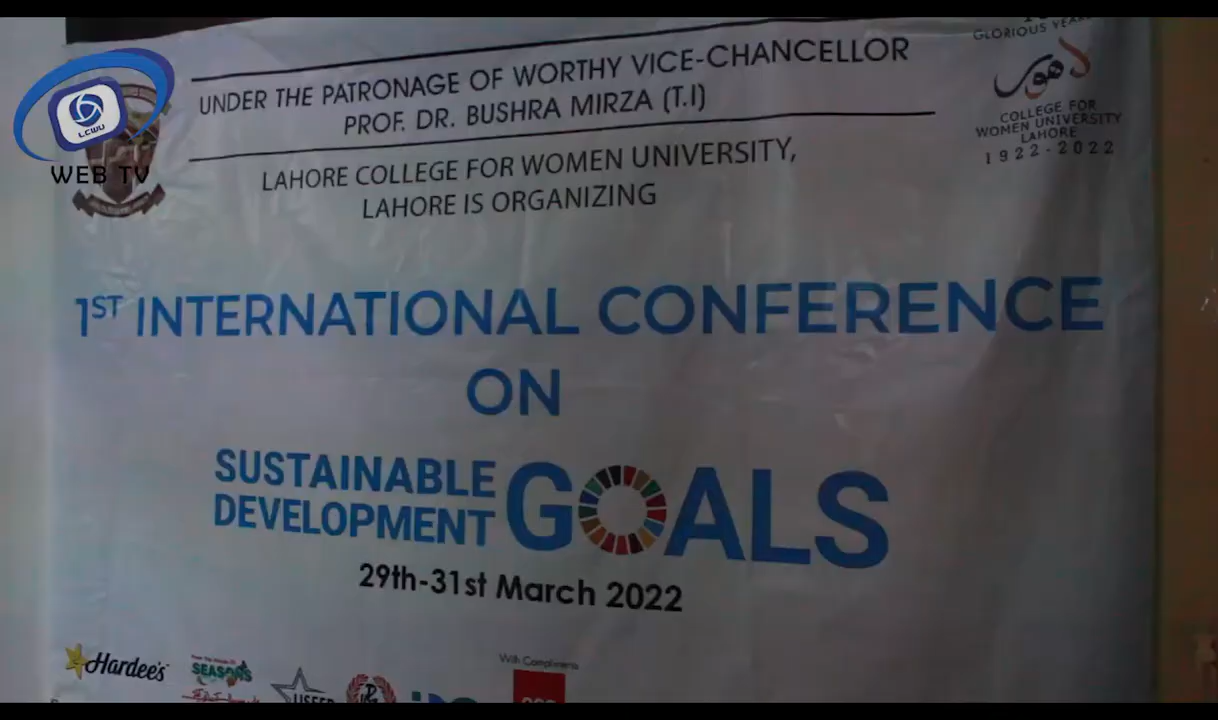 UNDER THE PATRONAGE OF WORTHY VICE-CHANCELLOR
PROF. DR. BUSHRA MIRZA (T.I)
LAHORE COLLEGE FOR WOMEN UNIVERSITY,
LAHORE IS ORGANIZING
GLORIOUS YEARS
لاہور
COLLEGE FOR
WOMEN UNIVERSITY
LAHORE
1922-2022
LCWU
WEB TV
1ST INTERNATIONAL CONFERENCE
ON
SUSTAINABLE
DEVELOPMENT
GOALS
29th-31st March 2022
Hardee's
SEASONS
With Compliments